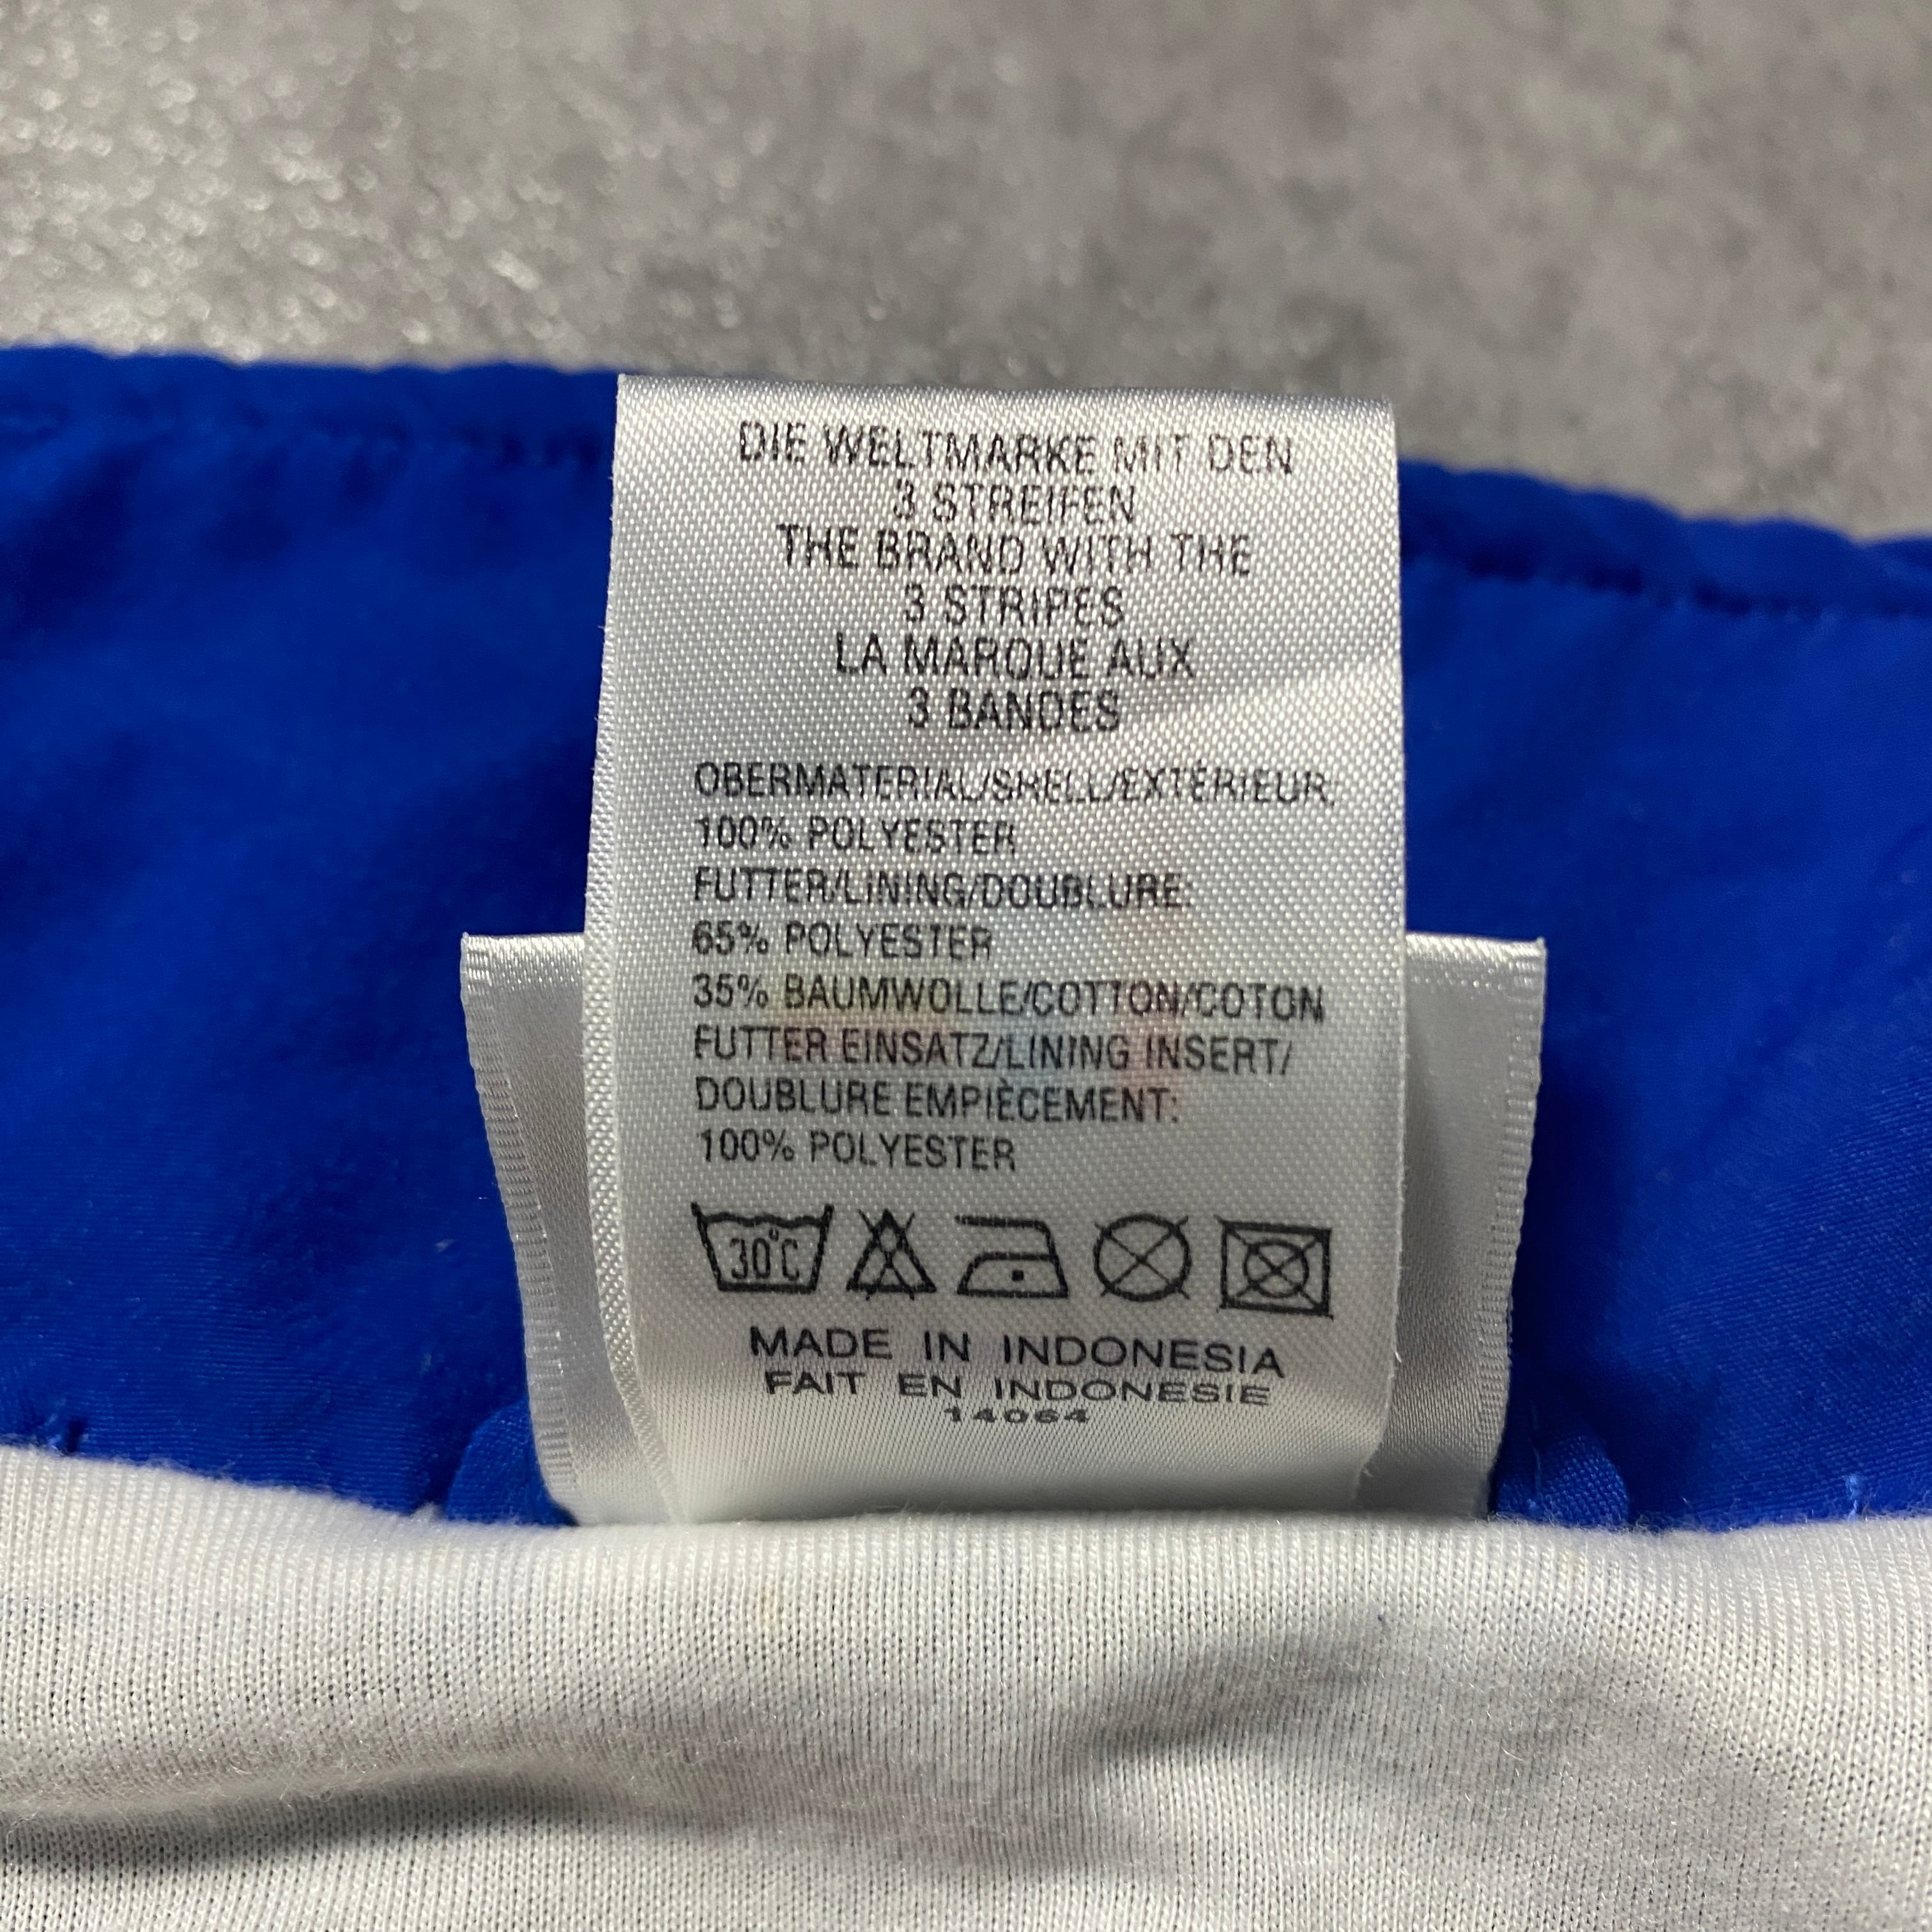 DIE WELTMARKE MIT DEN
3 STREIFEN
THE BRAND WITH THE
3 STRIPES
LA MARQUE AUX
3 BANDES
OBERMATERIAL/SHELL/EXTÉRIEUR:
100% POLYESTER
FUTTER/LINING/DOUBLURE:
65% POLYESTER
35% BAUMWOLLE/COTTON/COTON
FUTTER EINSATZ/LINING INSERT/
DOUBLURE EMPIÈCEMENT:
100% POLYESTER
30°C
MADE IN INDONESIA
FAIT EN INDONESIE
14064